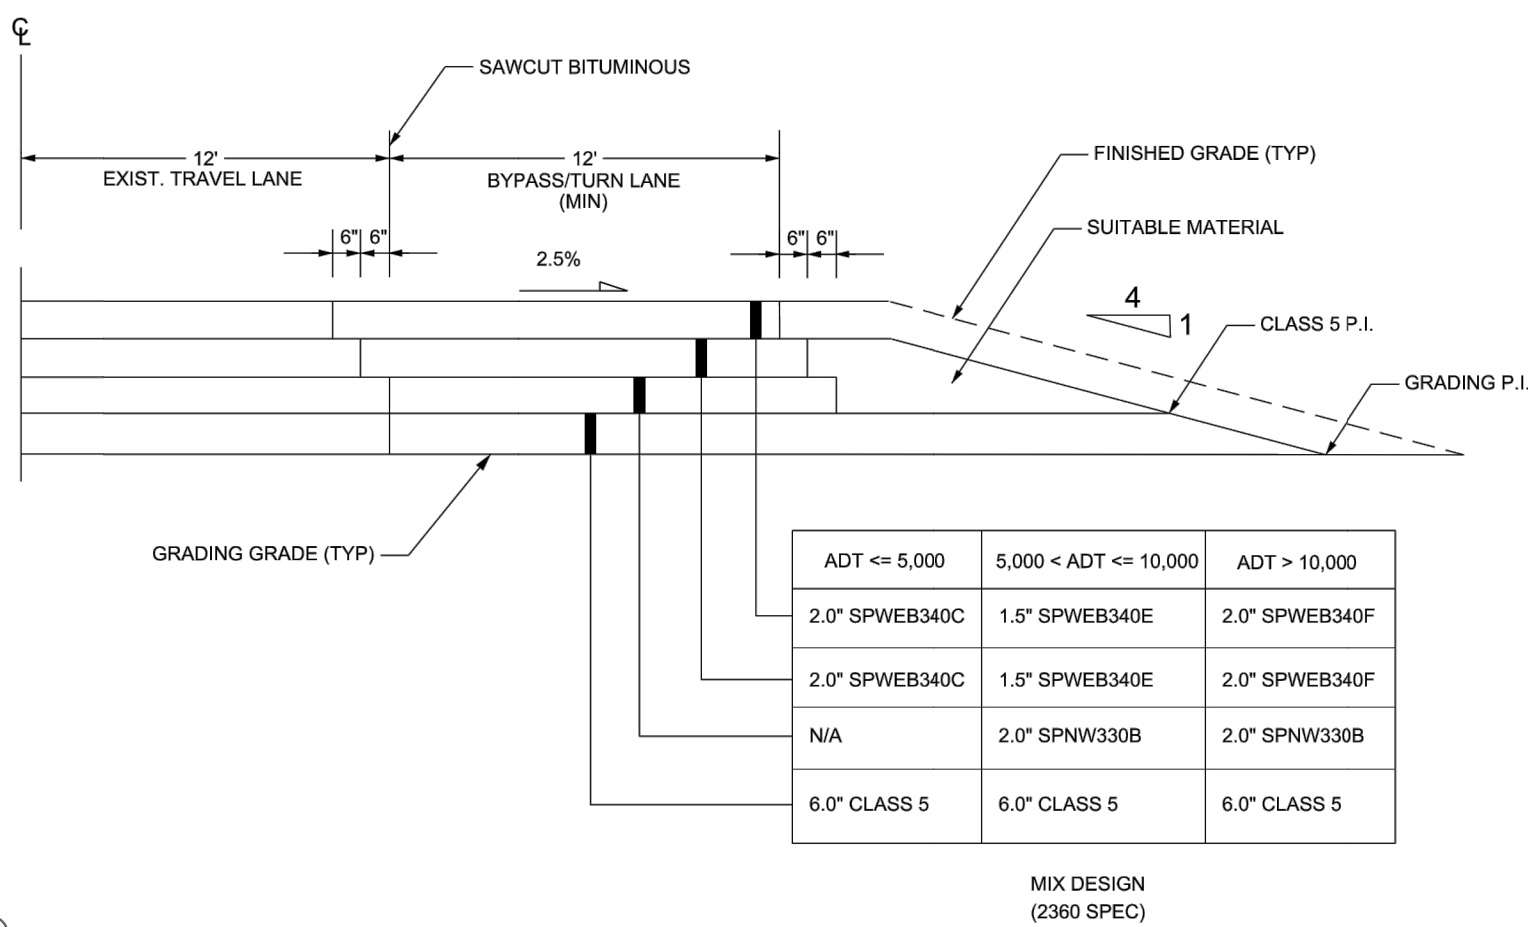 ℄
SAWCUT BITUMINOUS
12'
EXIST. TRAVEL LANE
12'
BYPASS/TURN LANE
(MIN)
FINISHED GRADE (TYP)
SUITABLE MATERIAL
6" 6"
2.5%
6" 6"
4
1
CLASS 5 P.I.
GRADING P.I.
GRADING GRADE (TYP)
ADT <= 5,000 5,000 < ADT <= 10,000 ADT > 10,000
2.0" SPWEB340C 1.5" SPWEB340E 2.0" SPWEB340F
2.0" SPWEB340C 1.5" SPWEB340E 2.0" SPWEB340F
N/A 2.0" SPNW330B 2.0" SPNW330B
6.0" CLASS 5 6.0" CLASS 5 6.0" CLASS 5
MIX DESIGN
(2360 SPEC)